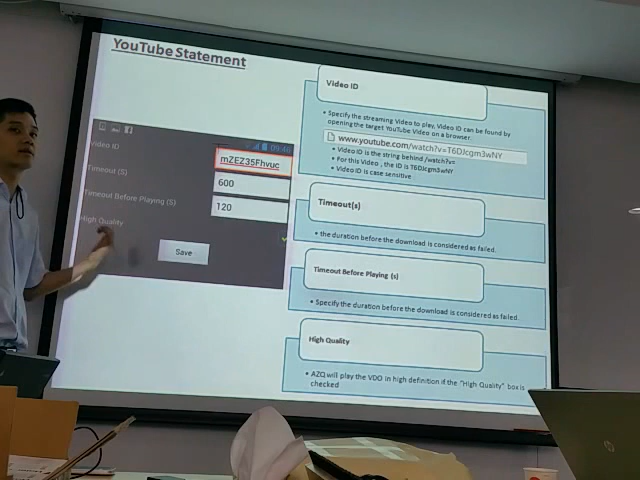 YouTube Statement
Video ID
mZEZ35Fhvuc
Timeout (S)
600
Timeout Before Playing (S)
120
High Quality
Save
09:46
Video ID
• Specify the streaming Video to play, Video ID can be found by
opening the target YouTube Video on a browser.
www.youtube.com/watch?v=T6DJcgm3wNY
• Video ID is the string behind /watch?v=
• For this Video , the ID is T6DJcgm3wNY
• Video ID is case sensitive
Timeout(s)
• the duration before the download is considered as failed.
Timeout Before Playing (s)
• Specify the duration before the download is considered as failed.
High Quality
• AZQ will play the VDO in high definition if the "High Quality" box is
checked
hp